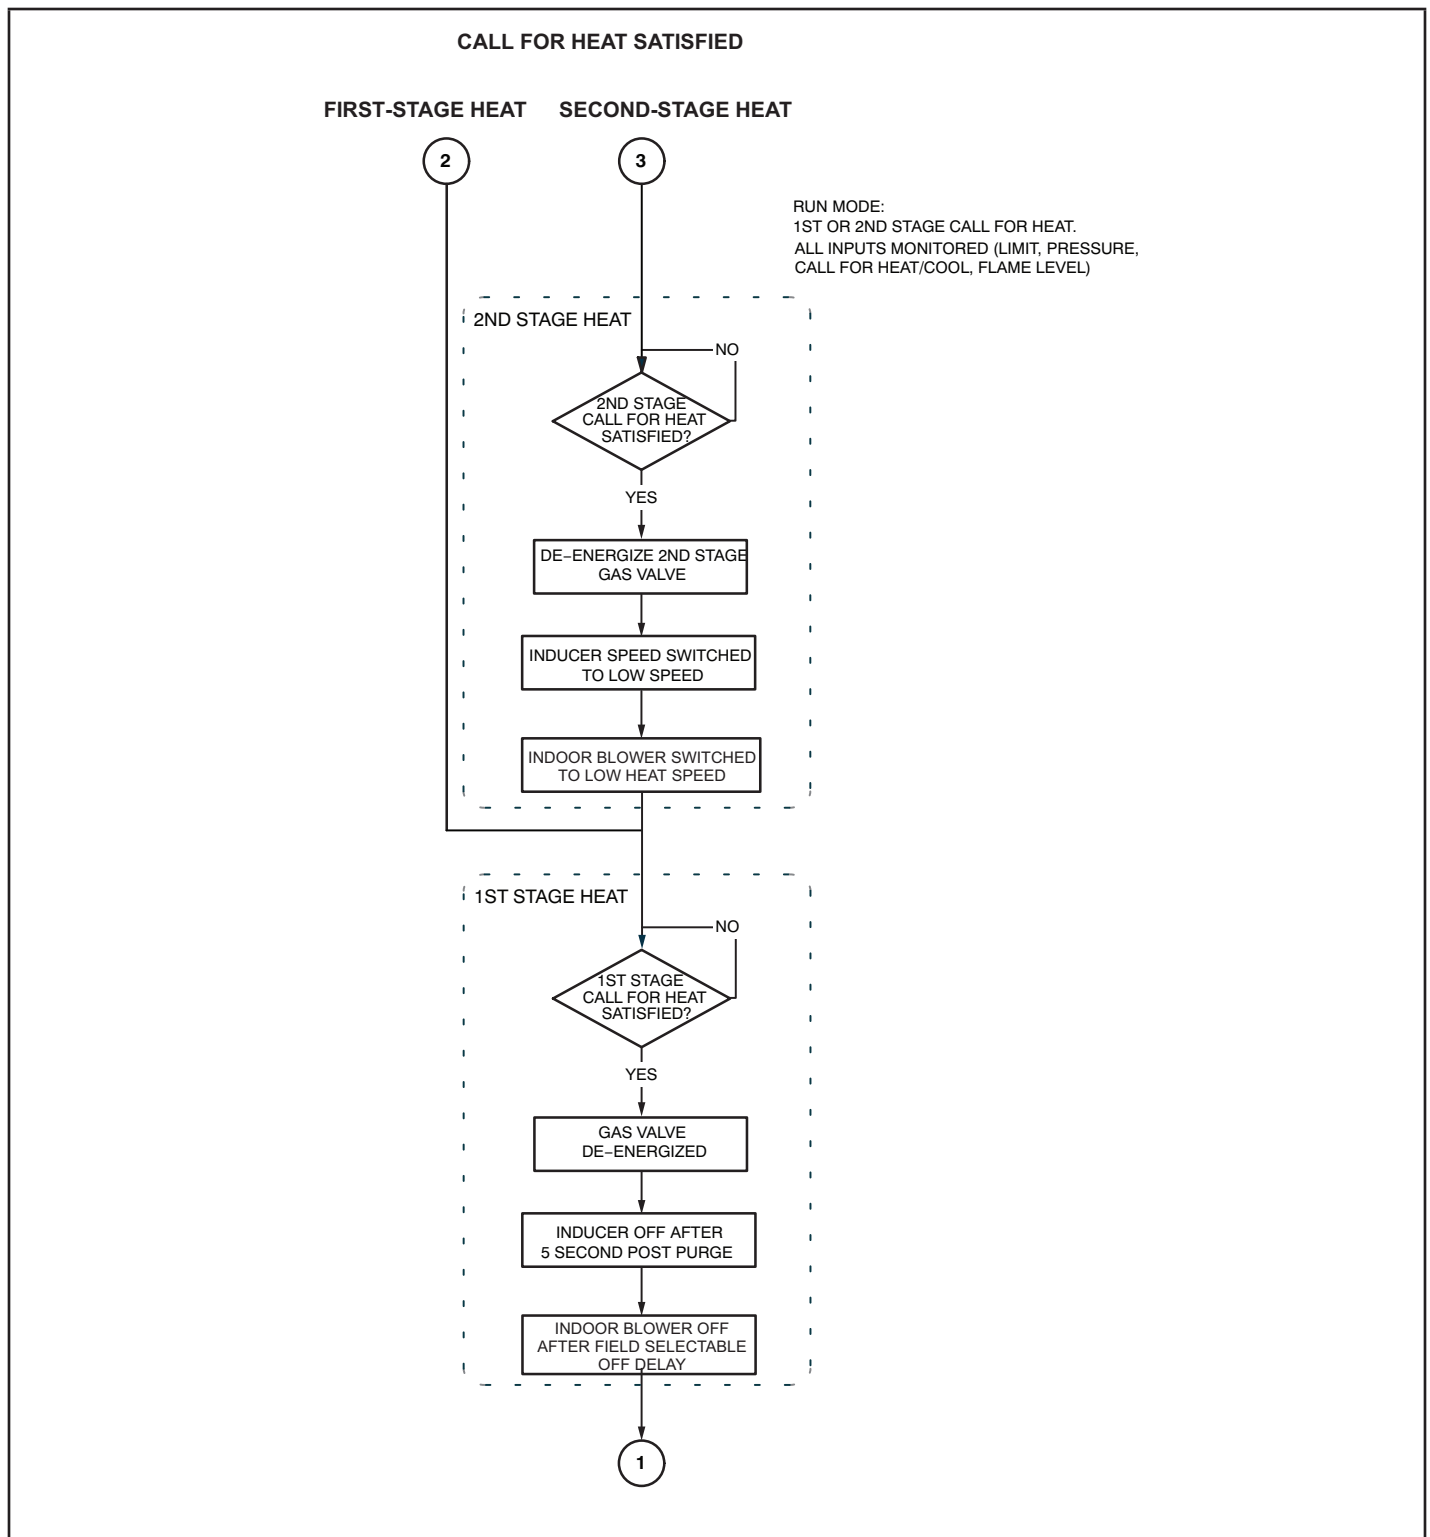 CALL FOR HEAT SATISFIED
FIRST-STAGE HEAT
SECOND-STAGE HEAT
2
3
RUN MODE:
1ST OR 2ND STAGE CALL FOR HEAT.
ALL INPUTS MONITORED (LIMIT, PRESSURE,
CALL FOR HEAT/COOL, FLAME LEVEL)
2ND STAGE HEAT
NO
2ND STAGE
CALL FOR HEAT
SATISFIED?
YES
DE−ENERGIZE 2ND STAGE
GAS VALVE
INDUCER SPEED SWITCHED
TO LOW SPEED
INDOOR BLOWER SWITCHED
TO LOW HEAT SPEED
1ST STAGE HEAT
NO
1ST STAGE
CALL FOR HEAT
SATISFIED?
YES
GAS VALVE
DE−ENERGIZED
INDUCER OFF AFTER
5 SECOND POST PURGE
INDOOR BLOWER OFF
AFTER FIELD SELECTABLE
OFF DELAY
1